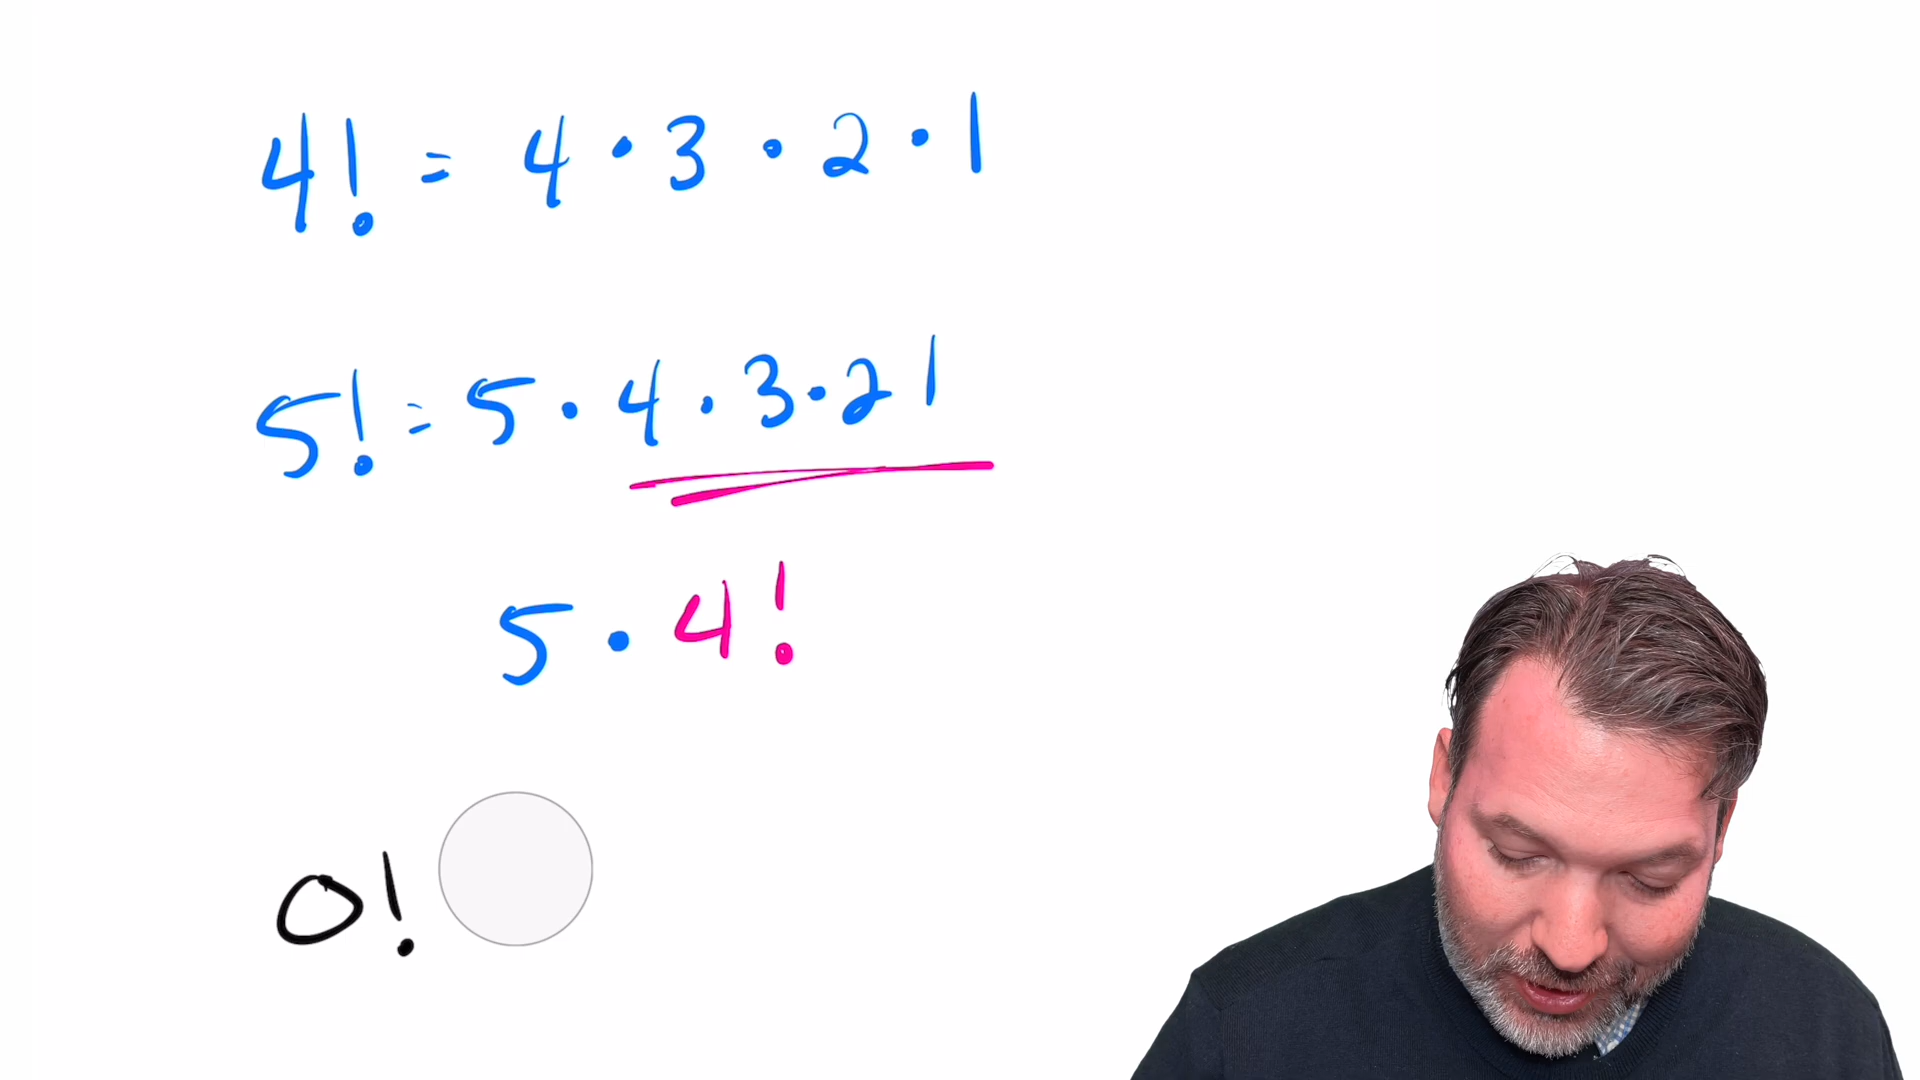 4! = 4 · 3 · 2 · 1
5! = 5 · 4 · 3 · 2 1
5 · 4!
0!